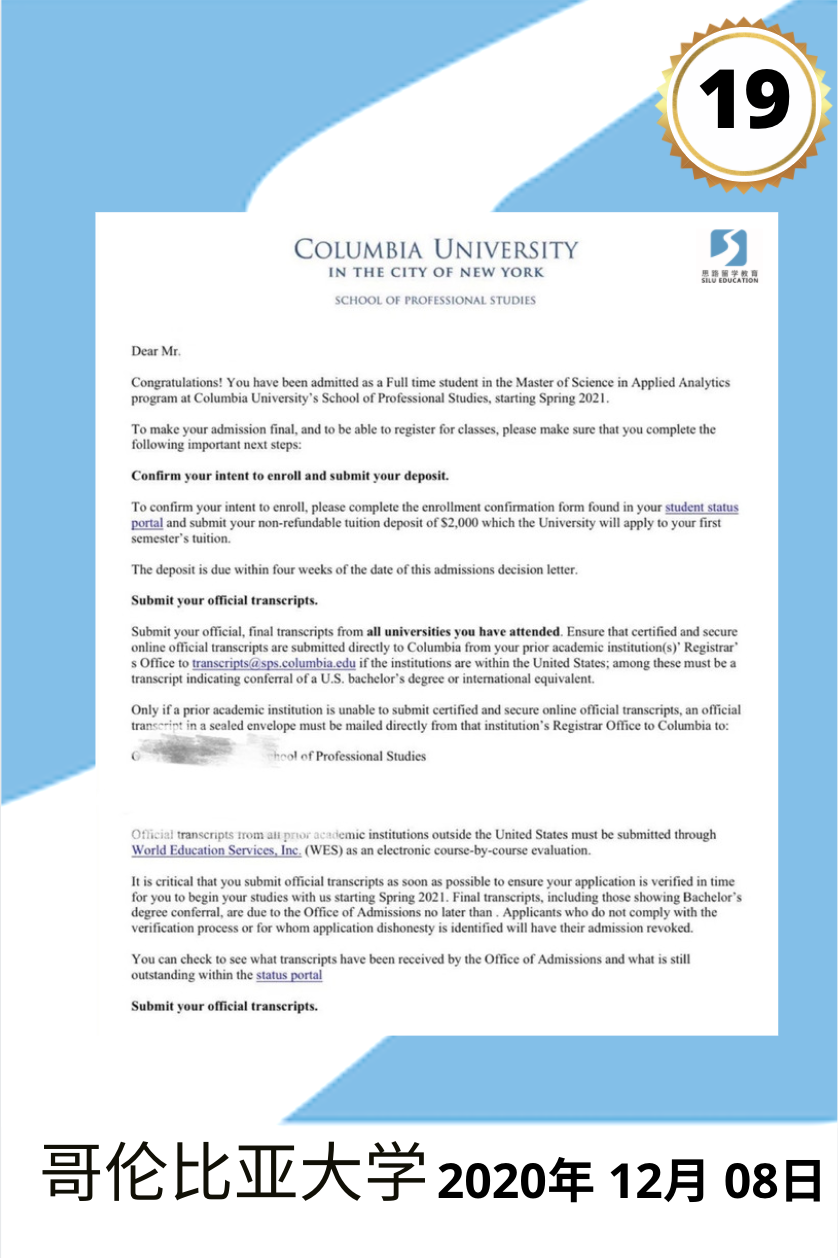 19
COLUMBIA UNIVERSITY
IN THE CITY OF NEW YORK
SCHOOL OF PROFESSIONAL STUDIES
思路留学教育
SILU EDUCATION
Dear Mr.
Congratulations! You have been admitted as a Full time student in the Master of Science in Applied Analytics
program at Columbia University's School of Professional Studies, starting Spring 2021.
To make your admission final, and to be able to register for classes, please make sure that you complete the
following important next steps:
Confirm your intent to enroll and submit your deposit.
To confirm your intent to enroll, please complete the enrollment confirmation form found in your student status
portal and submit your non-refundable tuition deposit of $2,000 which the University will apply to your first
semester's tuition.
The deposit is due within four weeks of the date of this admissions decision letter.
Submit your official transcripts.
Submit your official, final transcripts from all universities you have attended. Ensure that certified and secure
online official transcripts are submitted directly to Columbia from your prior academic institution(s)' Registrar'
s Office to transcripts@sps.columbia.edu if the institutions are within the United States; among these must be a
transcript indicating conferral of a U.S. bachelor's degree or international equivalent.
Only if a prior academic institution is unable to submit certified and secure online official transcripts, an official
transcript in a sealed envelope must be mailed directly from that institution's Registrar Office to Columbia to:
of Professional Studies
Official transcripts from all prior academic institutions outside the United States must be submitted through
World Education Services, Inc. (WES) as an electronic course-by-course evaluation.
It is critical that you submit official transcripts as soon as possible to ensure your application is verified in time
for you to begin your studies with us starting Spring 2021. Final transcripts, including those showing Bachelor's
degree conferral, are due to the Office of Admissions no later than . Applicants who do not comply with the
verification process or for whom application dishonesty is identified will have their admission revoked.
You can check to see what transcripts have been received by the Office of Admissions and what is still
outstanding within the status portal
Submit your official transcripts.
哥伦比亚大学 2020年 12月 08日